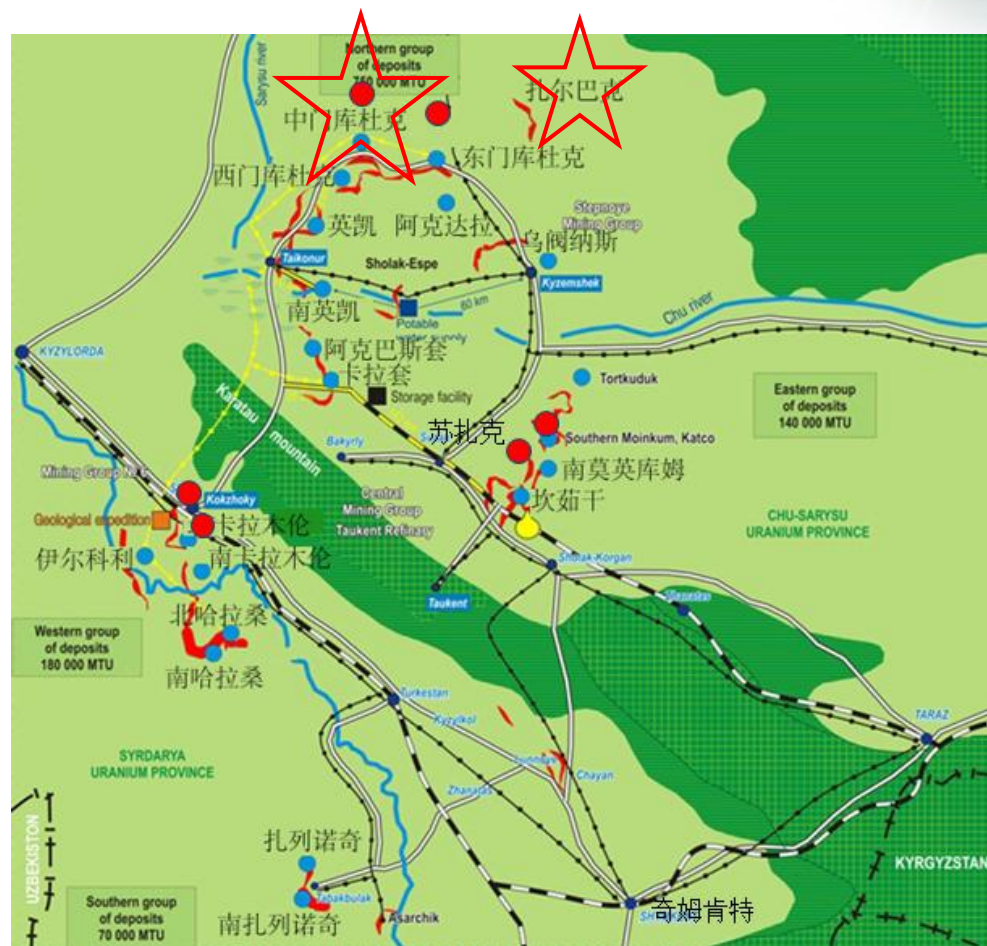 Northern group
of deposits
750 000 MTU
Sarysu river
扎尔巴克
中门库杜克
东门库杜克
西门库杜克
阿克达拉
Stepnoye
Mining Group
英凯
乌阀纳斯
Taikonur
Sholak-Espe
Kyzemshek
60 km
南英凯
Potable
Chu river
阿克巴斯套
KYZYLORDA
卡拉套
Tortkuduk
Storage facility
Eastern group
of deposits
140 000 MTU
Karatau
mountain
苏扎克
Bakyrly
Southern Moinkum, Katco
南莫英库姆
Mining Group №6
Kokzhoky
Central
Mining Group
Taukent Refinary
坎茹干
CHU-SARYSU
URANIUM PROVINCE
Geological expedition
卡拉木伦
伊尔科利
南卡拉木伦
Sholak-Korgan
Taukent
Zhanatas
北哈拉桑
Western group
of deposits
180 000 MTU
南哈拉桑
Turkestan
Kyzylkol
TARAZ
SYRDARYA
URANIUM PROVINCE
Chayan
Zhanatas
扎列诺奇
UZBEKISTON
KYRGYZSTAN
Tabakbulak
Southern group
of deposits
70 000 MTU
南扎列诺奇
Asarchik
奇姆肯特